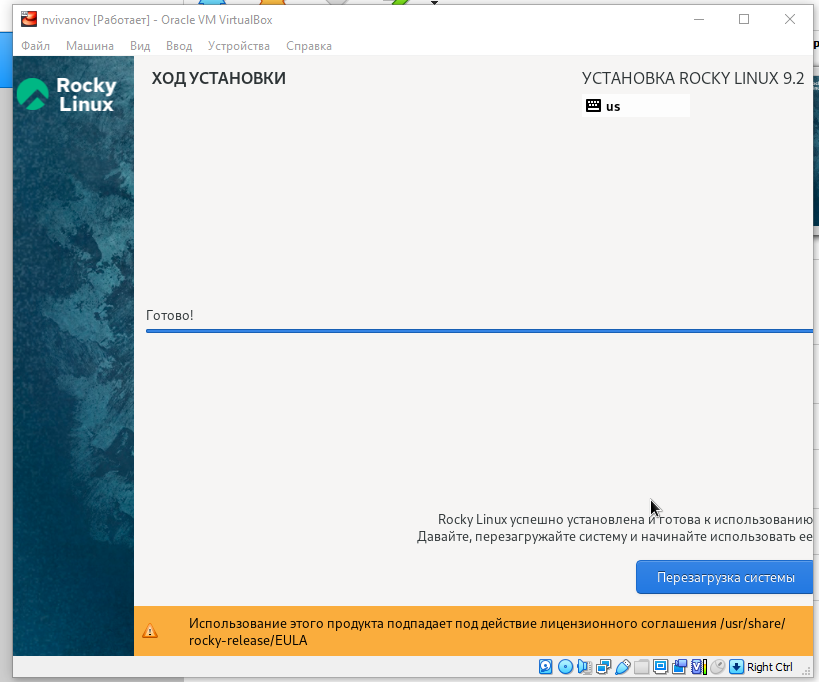 nvivanov [Работает] - Oracle VM VirtualBox
Файл Машина Вид Ввод Устройства Справка
Rocky Linux
ХОД УСТАНОВКИ
УСТАНОВКА ROCKY LINUX 9.2
us
Готово!
Rocky Linux успешно установлена и готова к использованию
Давайте, перезагружайте систему и начинайте использовать ее
Перезагрузка системы
Использование этого продукта подпадает под действие лицензионного соглашения /usr/share/
rocky-release/EULA
Right Ctrl